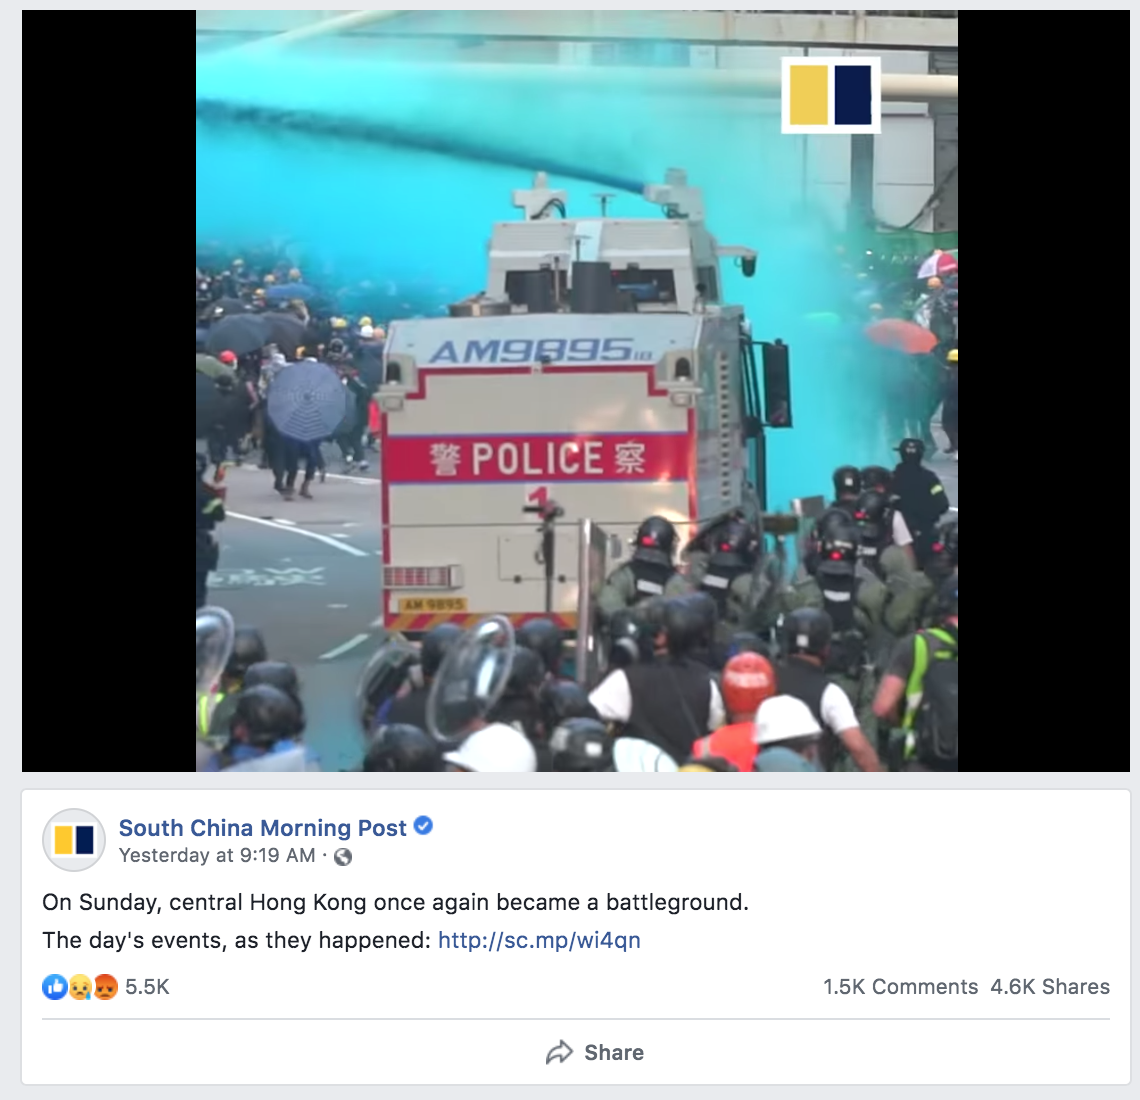 AM9895
警 POLICE 察
1
AM 9895
PRESS
South China Morning Post
Yesterday at 9:19 AM ·
On Sunday, central Hong Kong once again became a battleground.
The day's events, as they happened: http://sc.mp/wi4qn
5.5K
1.5K Comments 4.6K Shares
Share